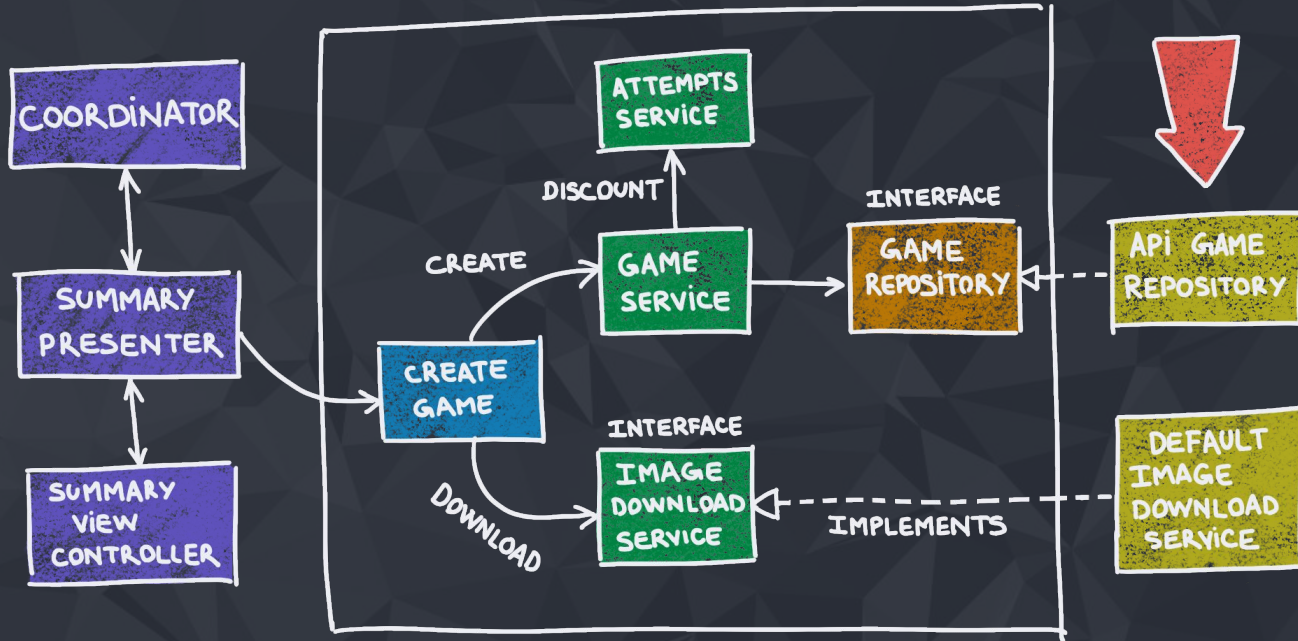 COORDINATOR
SUMMARY
PRESENTER
SUMMARY
VIEW
CONTROLLER
CREATE
GAME
CREATE
DOWNLOAD
ATTEMPTS
SERVICE
DISCOUNT
GAME
SERVICE
INTERFACE
GAME
REPOSITORY
INTERFACE
IMAGE
DOWNLOAD
SERVICE
IMPLEMENTS
API GAME
REPOSITORY
DEFAULT
IMAGE
DOWNLOAD
SERVICE